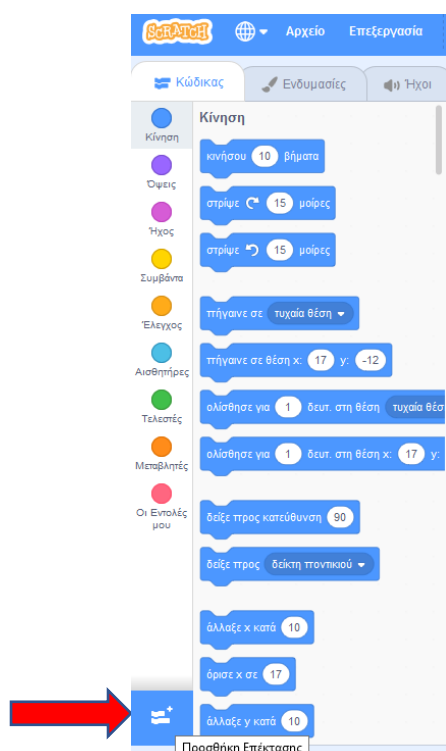 SCRATCH Αρχείο Επεξεργασία
Κώδικας Ενδυμασίες Ήχοι
Κίνηση
Όψεις
Ήχος
Συμβάντα
Έλεγχος
Αισθητήρες
Τελεστές
Μεταβλητές
Οι Εντολές
μου
Κίνηση
κινήσου 10 βήματα
στρίψε 15 μοίρες
στρίψε 15 μοίρες
πήγαινε σε τυχαία θέση
πήγαινε σε θέση x: 17 y: -12
ολίσθησε για 1 δευτ. στη θέση τυχαία θέσ
ολίσθησε για 1 δευτ. στη θέση x: 17 y:
δείξε προς κατεύθυνση 90
δείξε προς δείκτη ποντικιού
άλλαξε x κατά 10
όρισε x σε 17
άλλαξε y κατά 10
Προσθήκη Επέκτασης